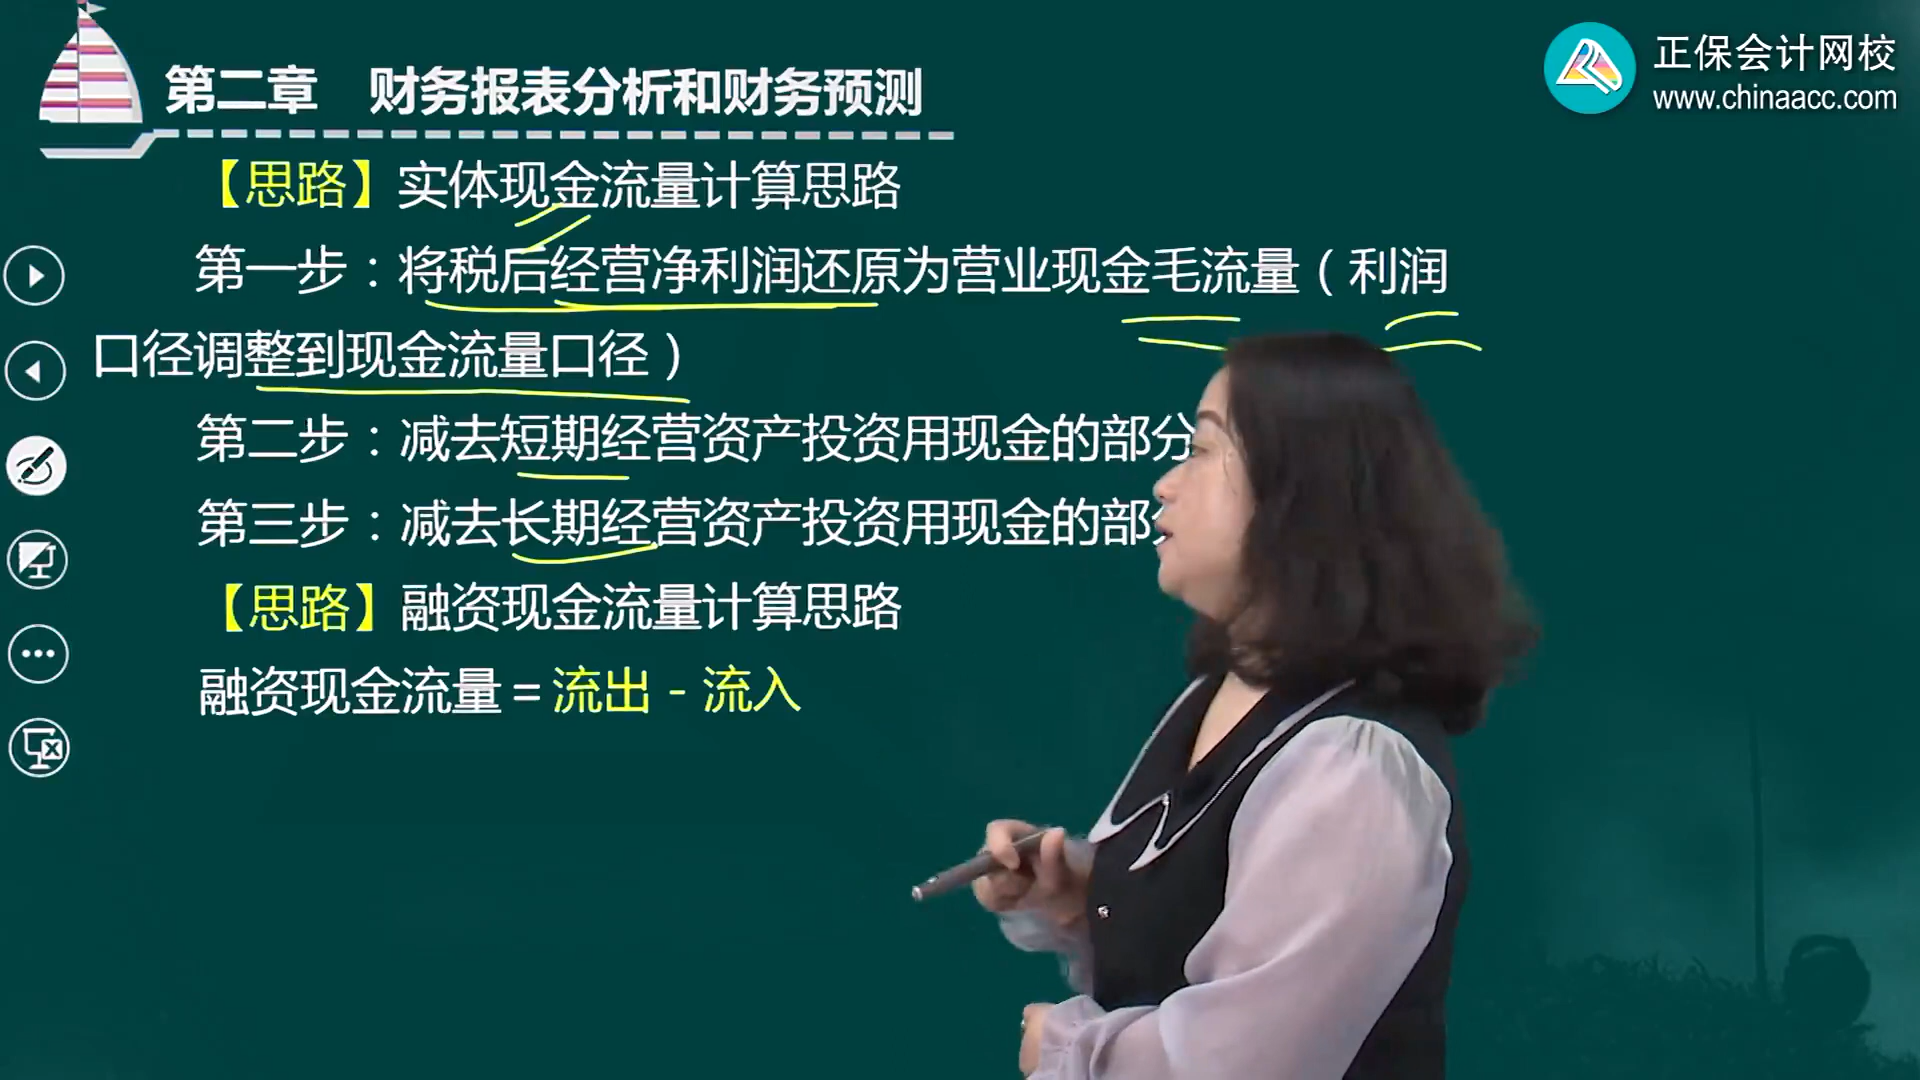 正保会计网校
www.chinaacc.com
第二章　财务报表分析和财务预测
【思路】实体现金流量计算思路
第一步：将税后经营净利润还原为营业现金毛流量（利润
口径调整到现金流量口径）
第二步：减去短期经营资产投资用现金的部分
第三步：减去长期经营资产投资用现金的部分
【思路】融资现金流量计算思路
融资现金流量＝流出－流入